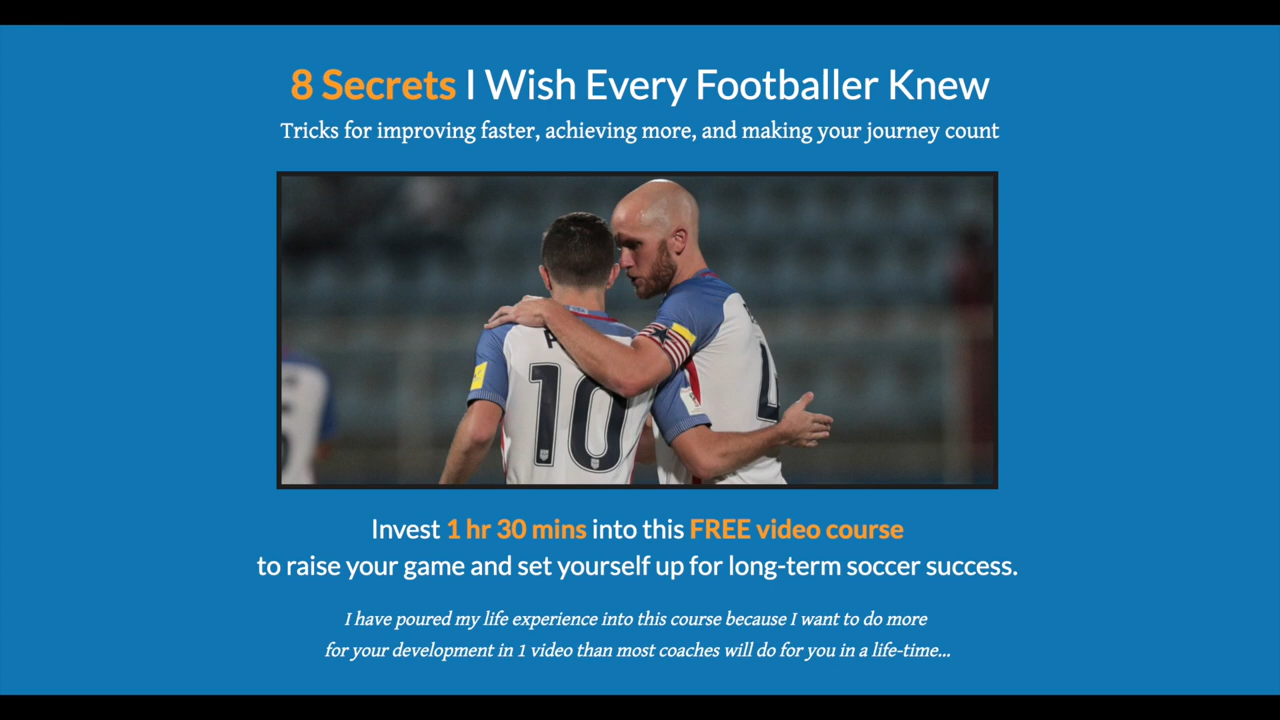 8 Secrets I Wish Every Footballer Knew
Tricks for improving faster, achieving more, and making your journey count
10
Invest 1 hr 30 mins into this FREE video course
to raise your game and set yourself up for long-term soccer success.
I have poured my life experience into this course because I want to do more
for your development in 1 video than most coaches will do for you in a life-time...